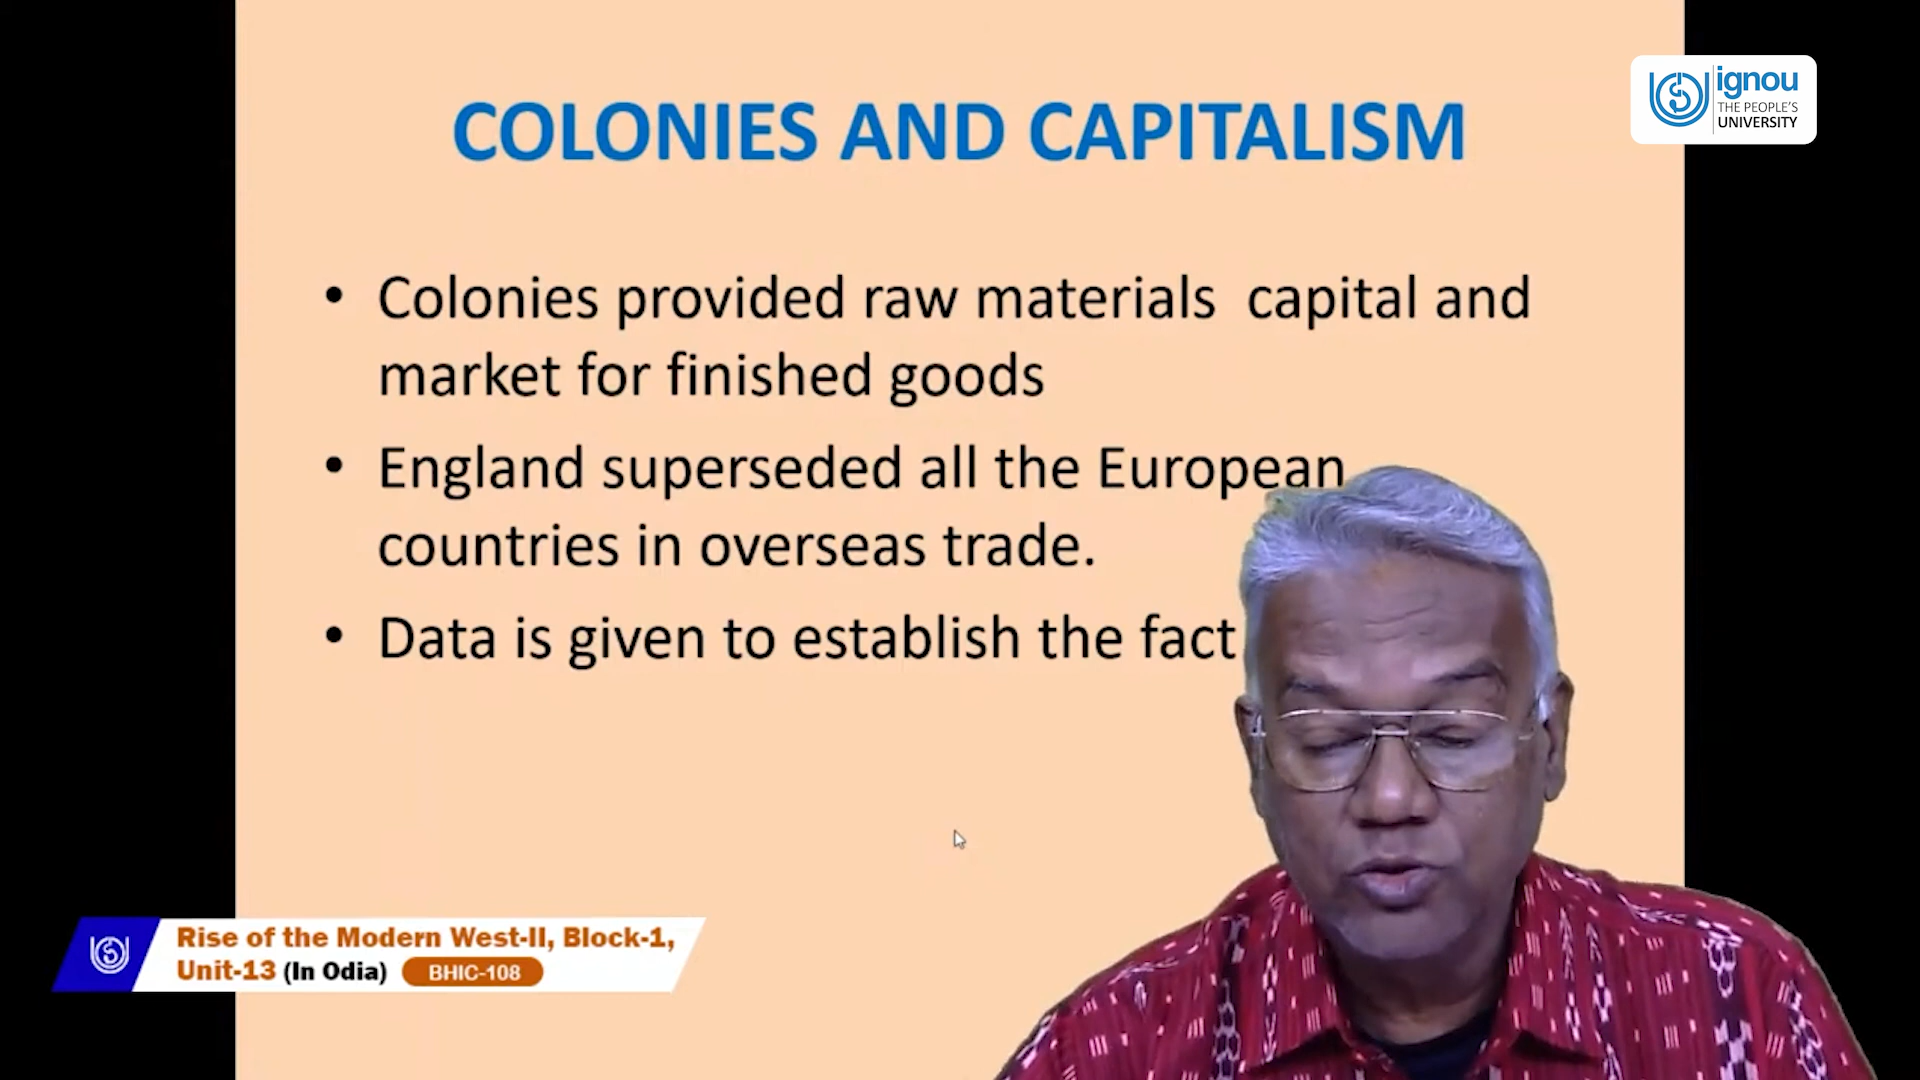 COLONIES AND CAPITALISM
ignou
THE PEOPLE'S
UNIVERSITY
• Colonies provided raw materials  capital and
market for finished goods
• England superseded all the European
countries in overseas trade.
• Data is given to establish the fact
Rise of the Modern West-II, Block-1,
Unit-13 (In Odia) BHIC-108